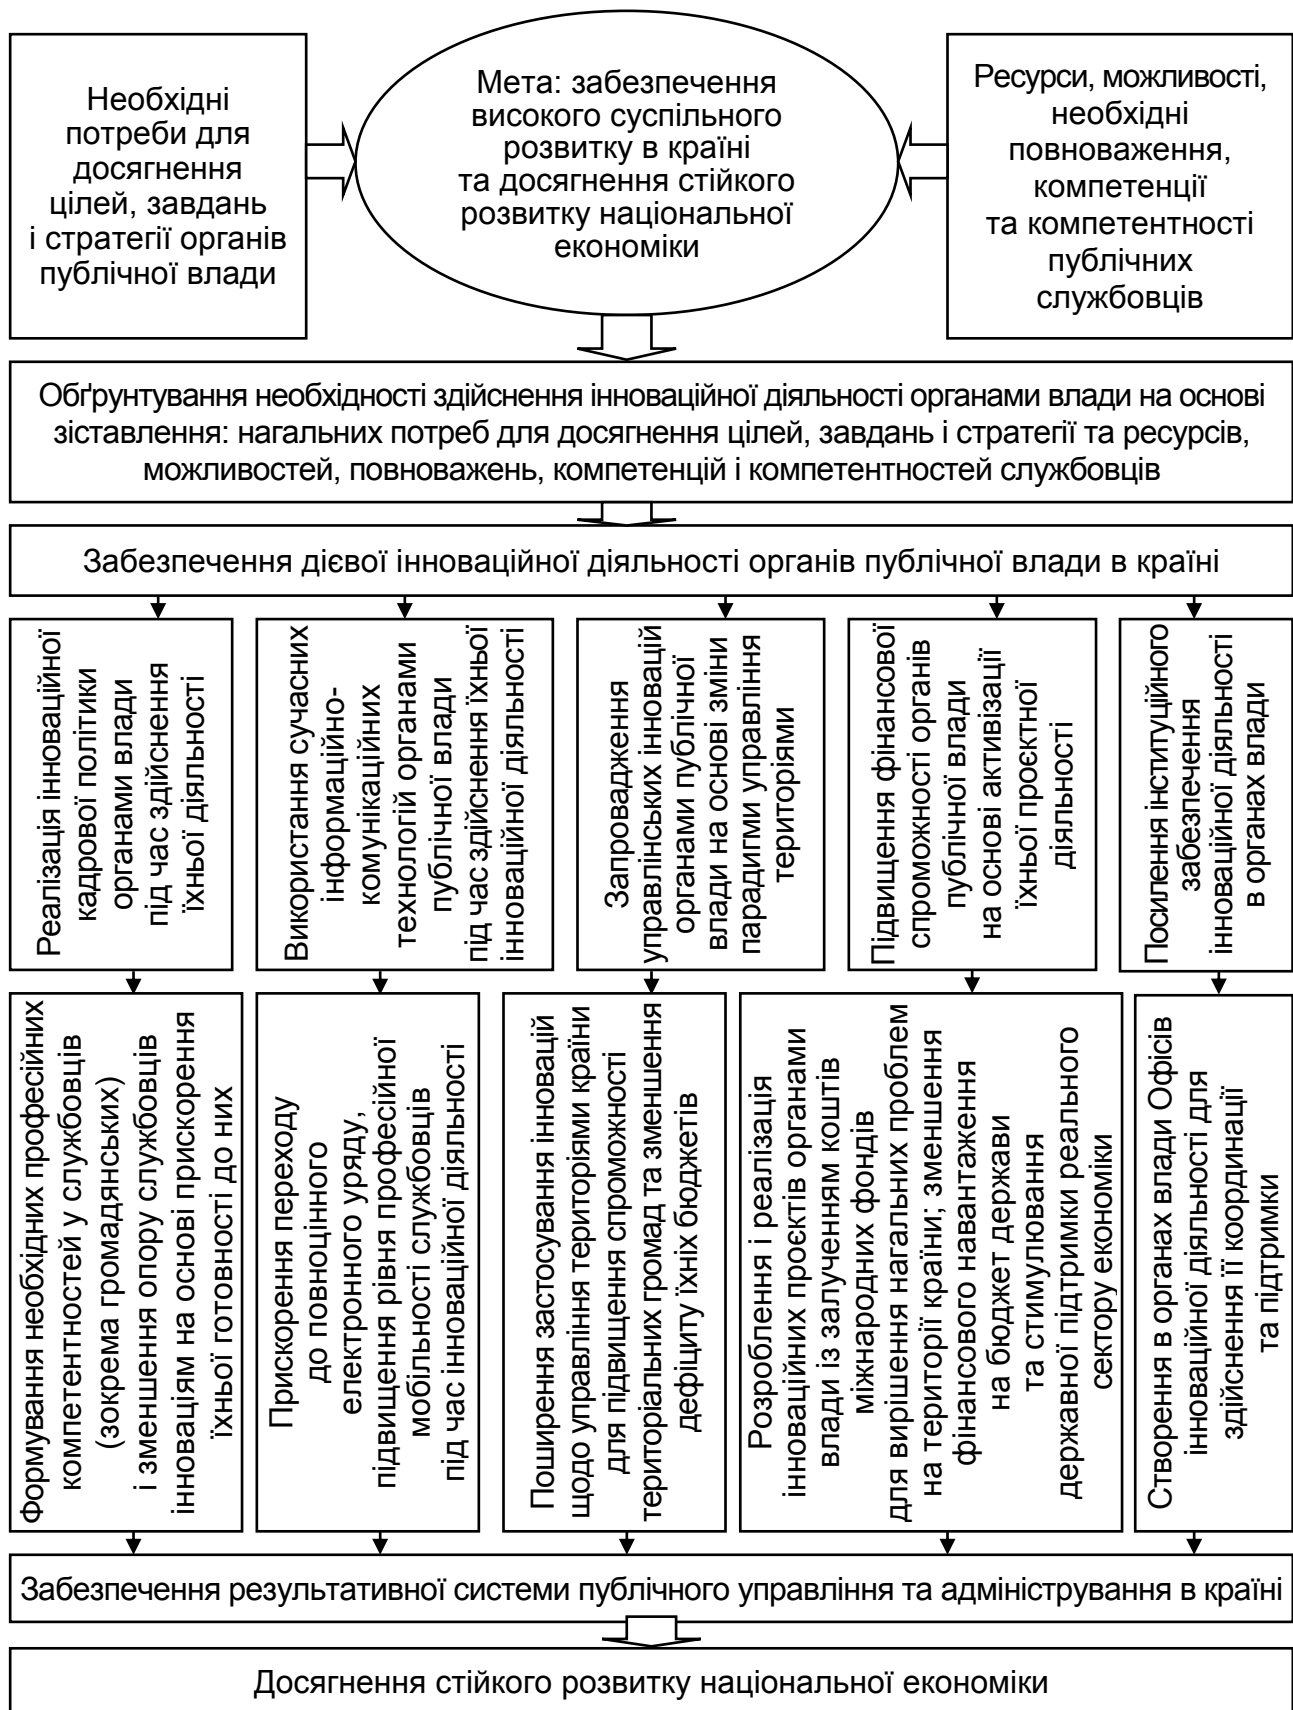 Необхідні
потреби для
досягнення
цілей, завдань
і стратегії органів
публічної влади
Мета: забезпечення
високого суспільного
розвитку в країні
та досягнення стійкого
розвитку національної
економіки
Ресурси, можливості,
необхідні
повноваження,
компетенції
та компетентності
публічних
службовців
Обґрунтування необхідності здійснення інноваційної діяльності органами влади на основі
зіставлення: нагальних потреб для досягнення цілей, завдань і стратегії та ресурсів,
можливостей, повноважень, компетенцій і компетентностей службовців
Забезпечення дієвої інноваційної діяльності органів публічної влади в країні
Реалізація інноваційної
кадрової політики
органами влади
під час здійснення
їхньої діяльності
Використання сучасних
інформаційно-
комунікаційних
технологій органами
публічної влади
під час здійснення їхньої
інноваційної діяльності
Запровадження
управлінських інновацій
органами публічної
влади на основі зміни
парадигми управління
територіями
Підвищення фінансової
спроможності органів
публічної влади
на основі активізації
їхньої проєктної
діяльності
Посилення інституційного
забезпечення
інноваційної діяльності
в органах влади
Формування необхідних професійних
компетентностей у службовців
(зокрема громадянських)
і зменшення опору службовців
інноваціям на основі прискорення
їхньої готовності до них
Прискорення переходу
до повноцінного
електронного уряду,
підвищення рівня професійної
мобільності службовців
під час інноваційної діяльності
Поширення застосування інновацій
щодо управління територіями країни
для підвищення спроможності
територіальних громад та зменшення
дефіциту їхніх бюджетів
Розроблення і реалізація
інноваційних проєктів органами
влади із залученням коштів
міжнародних фондів
для вирішення нагальних проблем
на території країни; зменшення
фінансового навантаження
на бюджет держави
та стимулювання
державної підтримки реального
сектору економіки
Створення в органах влади Офісів
інноваційної діяльності для
здійснення її координації
та підтримки
Забезпечення результативної системи публічного управління та адміністрування в країні
Досягнення стійкого розвитку національної економіки